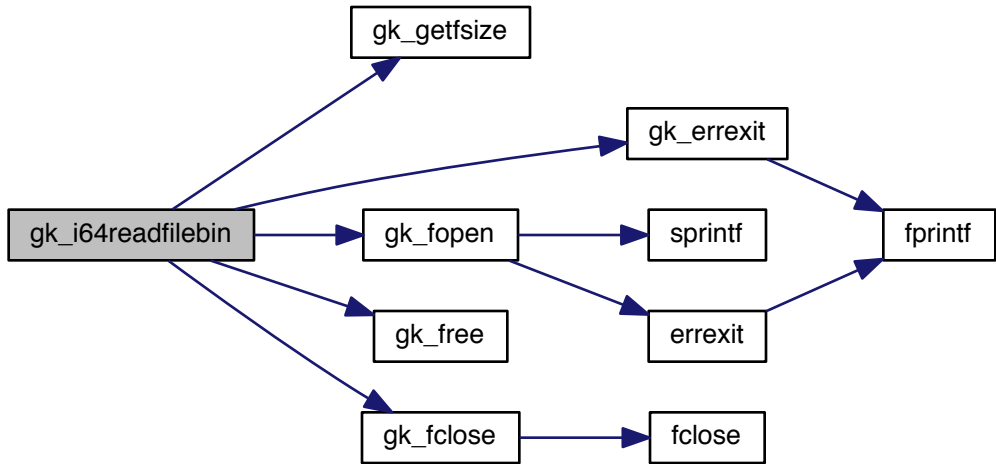 gk_getfsize
gk_errexit
gk_i64readfilebin
gk_fopen
sprintf
fprintf
gk_free
errexit
gk_fclose
fclose